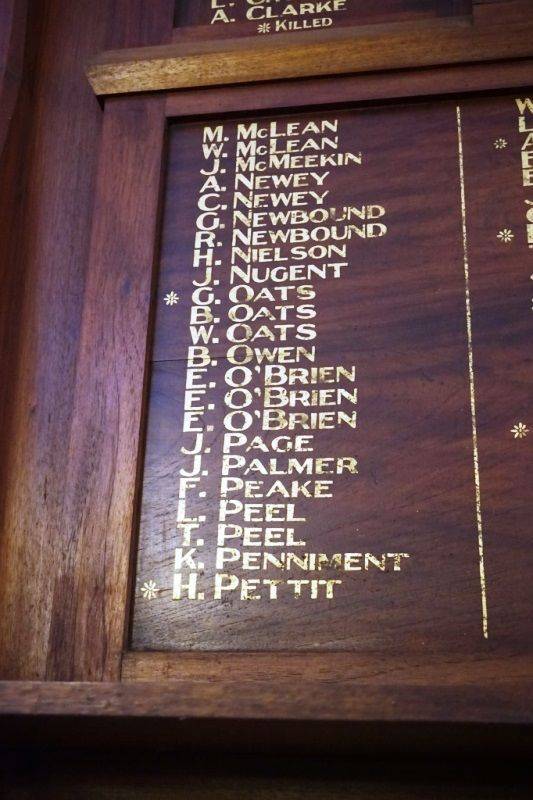 A. CLARKE
* KILLED
M. McLEAN
W. McLEAN
J. McMEEKIN
A. NEWEY
C. NEWEY
G. NEWBOUND
R. NEWBOUND
H. NIELSON
J. NUGENT
* G. OATS
B. OATS
W. OATS
B. OWEN
E. O'BRIEN
E. O'BRIEN
E. O'BRIEN
J. PAGE
J. PALMER
F. PEAKE
L. PEEL
T. PEEL
K. PENNIMENT
* H. PETTIT